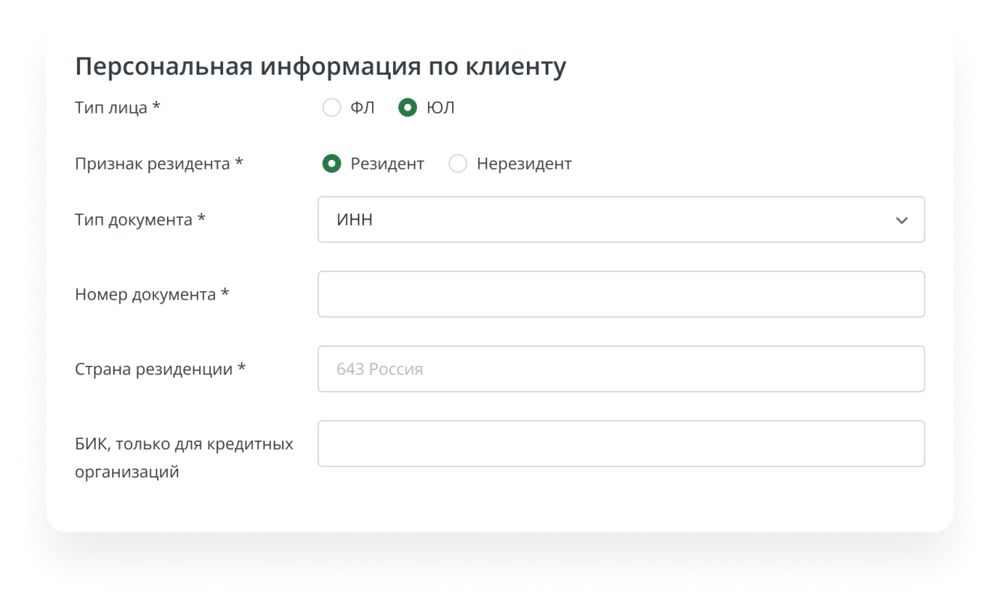 Персональная информация по клиенту
Тип лица * ФЛ ЮЛ
Признак резидента * Резидент Нерезидент
Тип документа * ИНН
Номер документа *
Страна резиденции * 643 Россия
БИК, только для кредитных
организаций